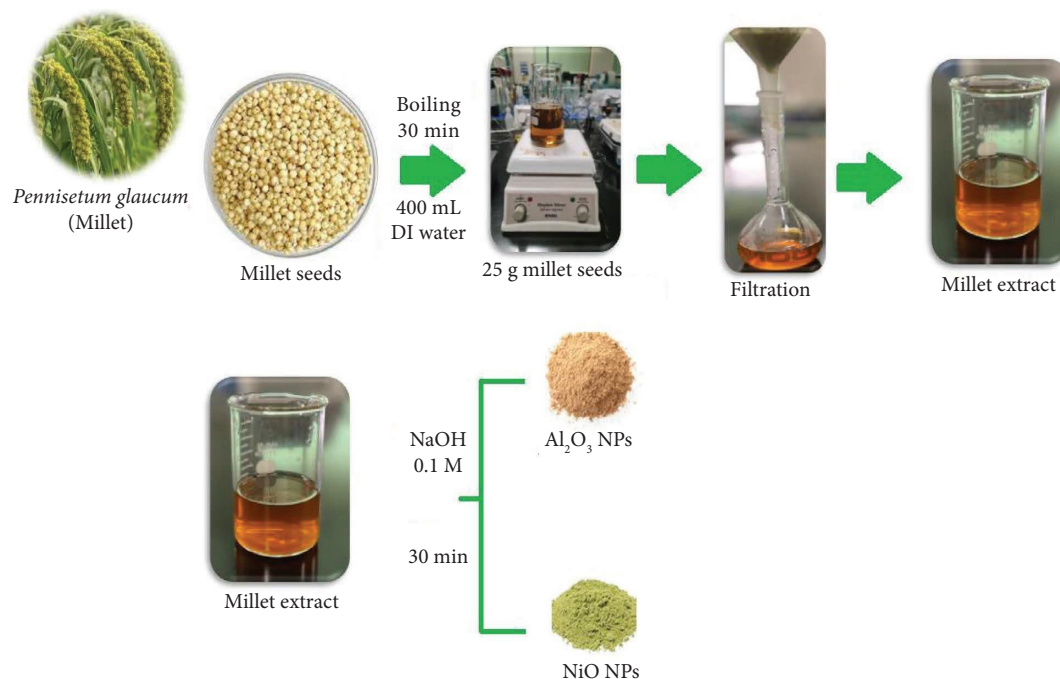 Pennisetum glaucum
(Millet)
Millet seeds
Boiling
30 min
400 mL
DI water
25 g millet seeds
Filtration
Millet extract
Millet extract
NaOH
0.1 M
30 min
Al₂O₃ NPs
NiO NPs